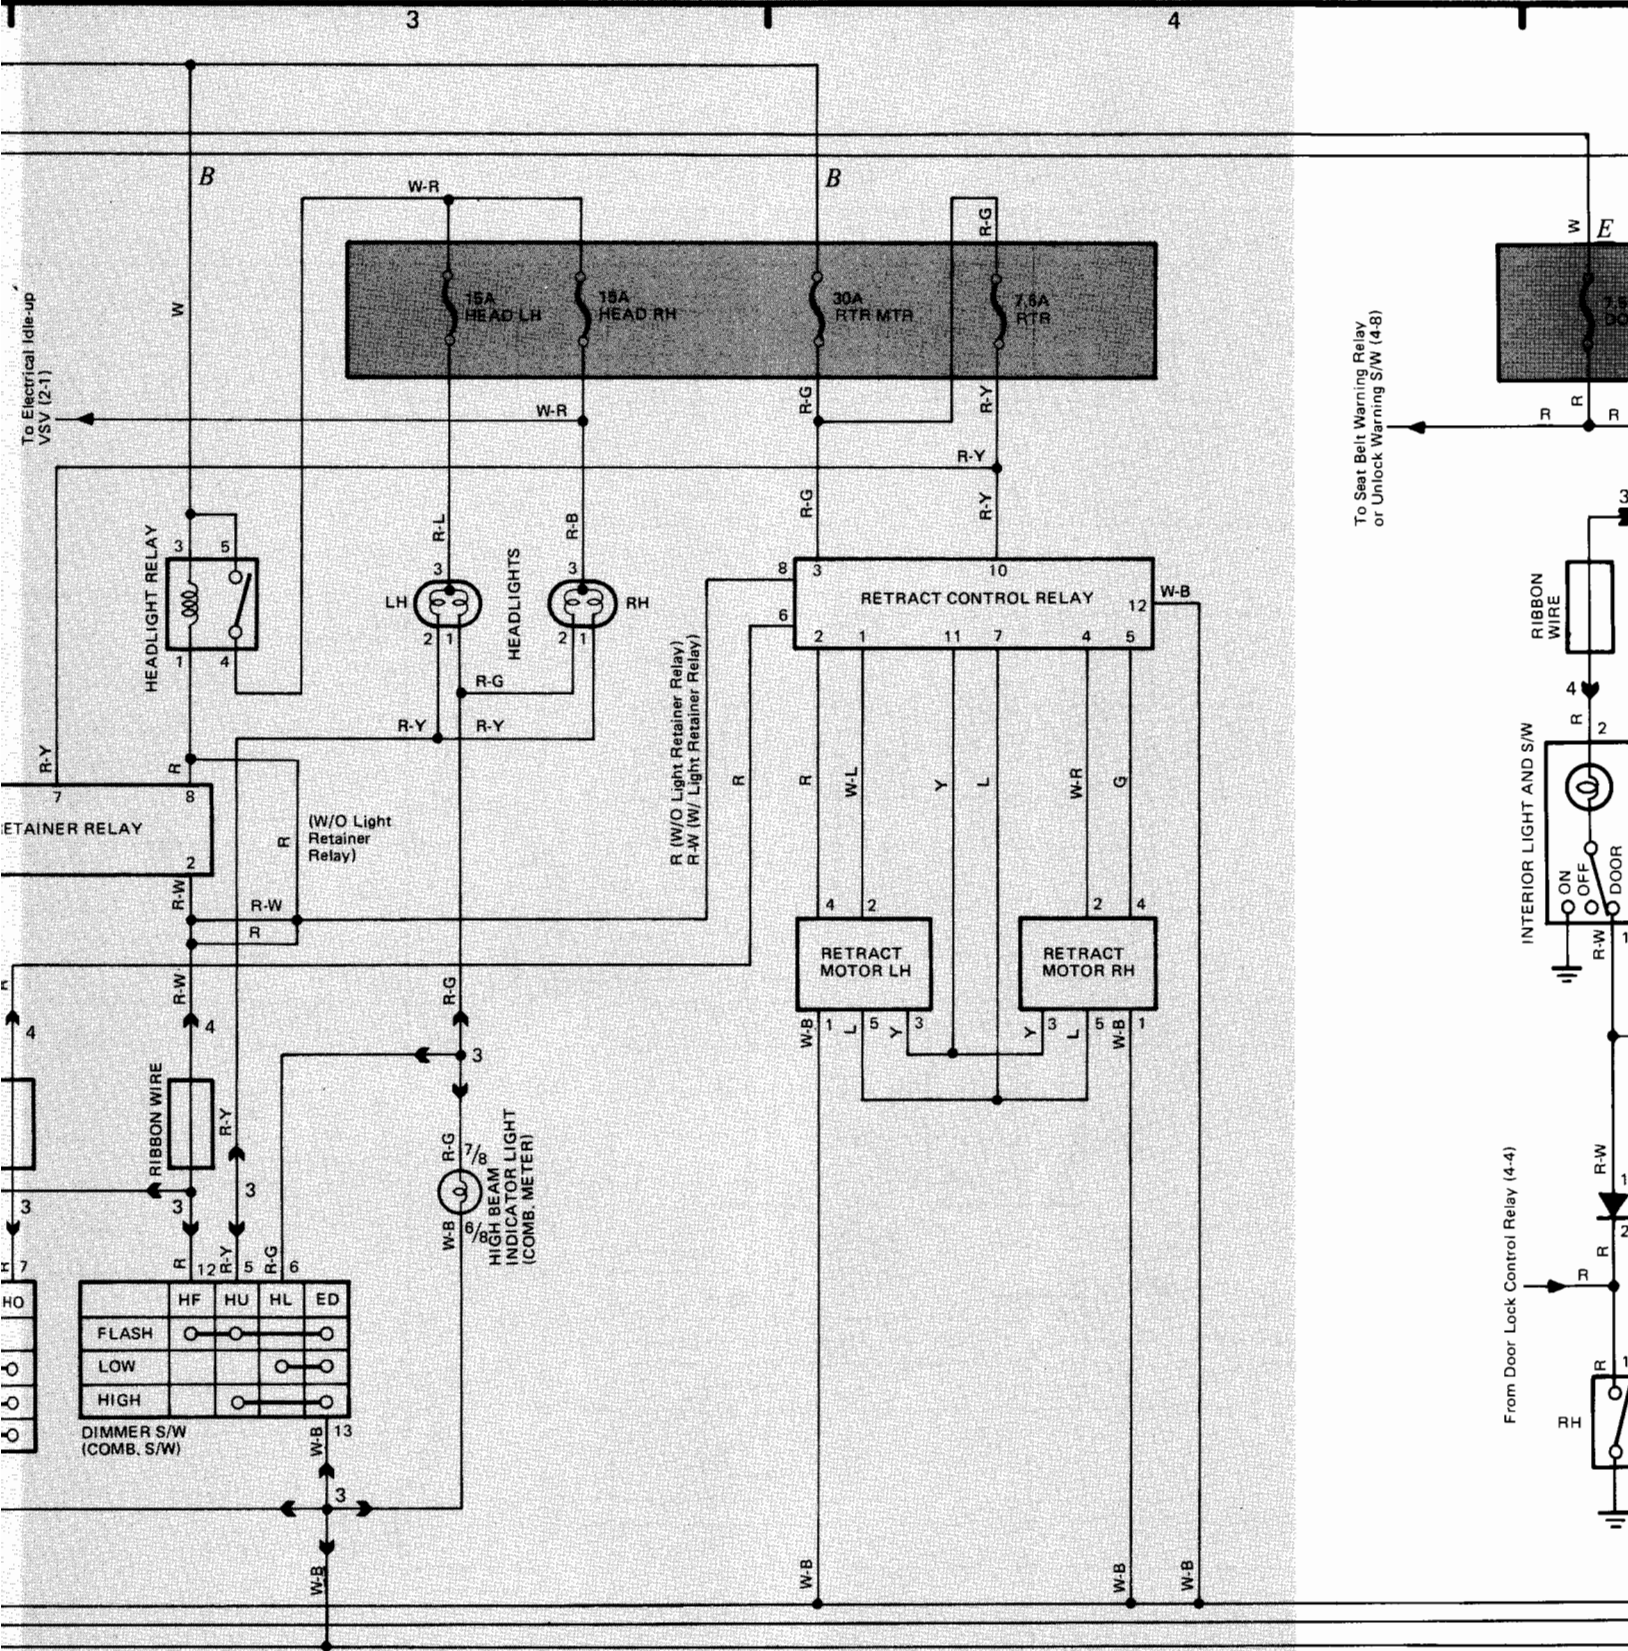 3
4
B
B
W-R
R-G
W
E
W
15A
HEAD LH
15A
HEAD RH
30A
RTR MTR
7.5A
RTR
To Electrical Idle-up
VSV (2-1)
W-R
R-G
R-Y
To Seat Belt Warning Relay
or Unlock Warning S/W (4-8)
R
R
R
R-Y
R-G
R-Y
R-L
R-B
3
HEADLIGHT RELAY
3
5
1
4
LH
3
2
1
HEADLIGHTS
3
2
1
RH
8
6
3
10
RETRACT CONTROL RELAY
12
W-B
2
1
11
7
4
5
RIBBON
WIRE
4
R
R-G
R-Y
R-Y
R (W/O Light Retainer Relay)
R-W (W/ Light Retainer Relay)
R
R
W-L
Y
L
W-R
G
R-Y
R
7
8
ETAINER RELAY
2
R
(W/O Light
Retainer
Relay)
R-W
R-W
R
INTERIOR LIGHT AND S/W
2
ON
OFF
DOOR
1
R-W
4
2
RETRACT
MOTOR LH
1
5
3
W-B
L
Y
2
4
RETRACT
MOTOR RH
3
5
1
Y
L
W-B
R-W
R-G
4
4
3
RIBBON WIRE
R-Y
3
3
3
R-G
7/8
HIGH BEAM
INDICATOR LIGHT
(COMB. METER)
W-B
6/8
R-W
1
2
R
From Door Lock Control Relay (4-4)
R
7
R
12
R-Y
5
R-G
6
HO
HF
HU
HL
ED
FLASH
LOW
HIGH
DIMMER S/W
(COMB. S/W)
W-B
13
3
W-B
R
1
RH
W-B
W-B
W-B